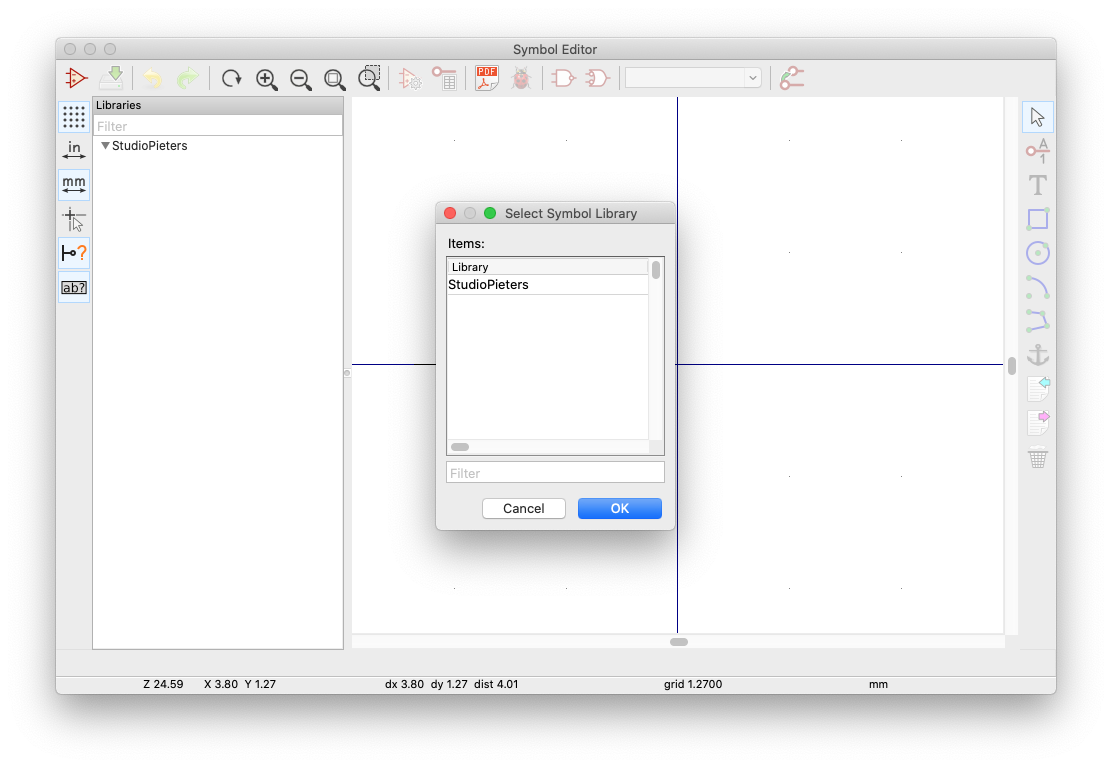 Symbol Editor
PDF
Libraries
Filter
StudioPieters
in
mm
?
ab?
A
1
T
Select Symbol Library
Items:
Library
StudioPieters
Filter
Cancel
OK
Z 24.59 X 3.80 Y 1.27 dx 3.80 dy 1.27 dist 4.01 grid 1.2700 mm